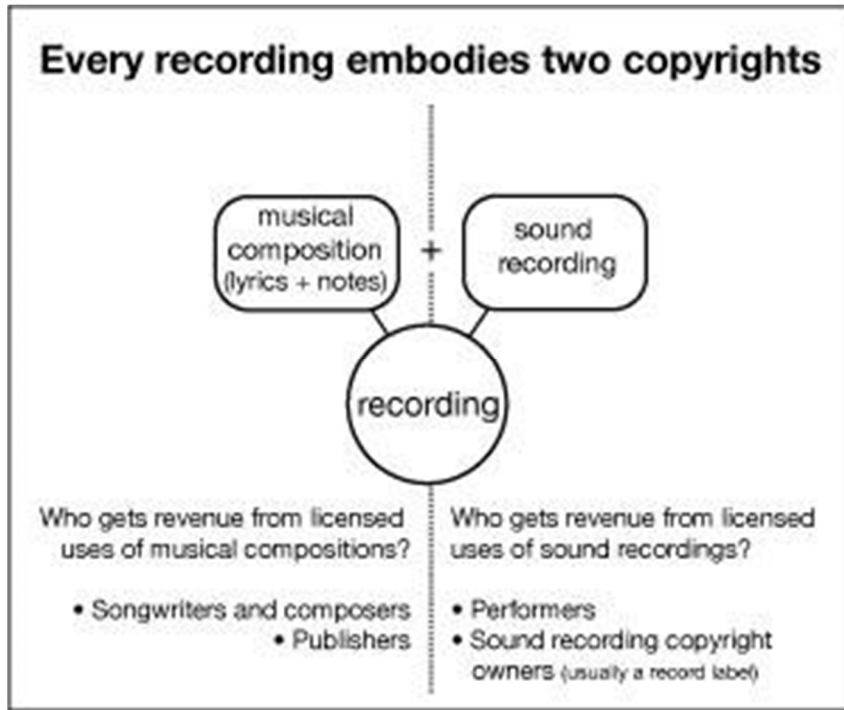 Every recording embodies two copyrights
musical
composition
(lyrics + notes)
+
sound
recording
recording
Who gets revenue from licensed
uses of musical compositions?
• Songwriters and composers
• Publishers
Who gets revenue from licensed
uses of sound recordings?
• Performers
• Sound recording copyright
owners (usually a record label)